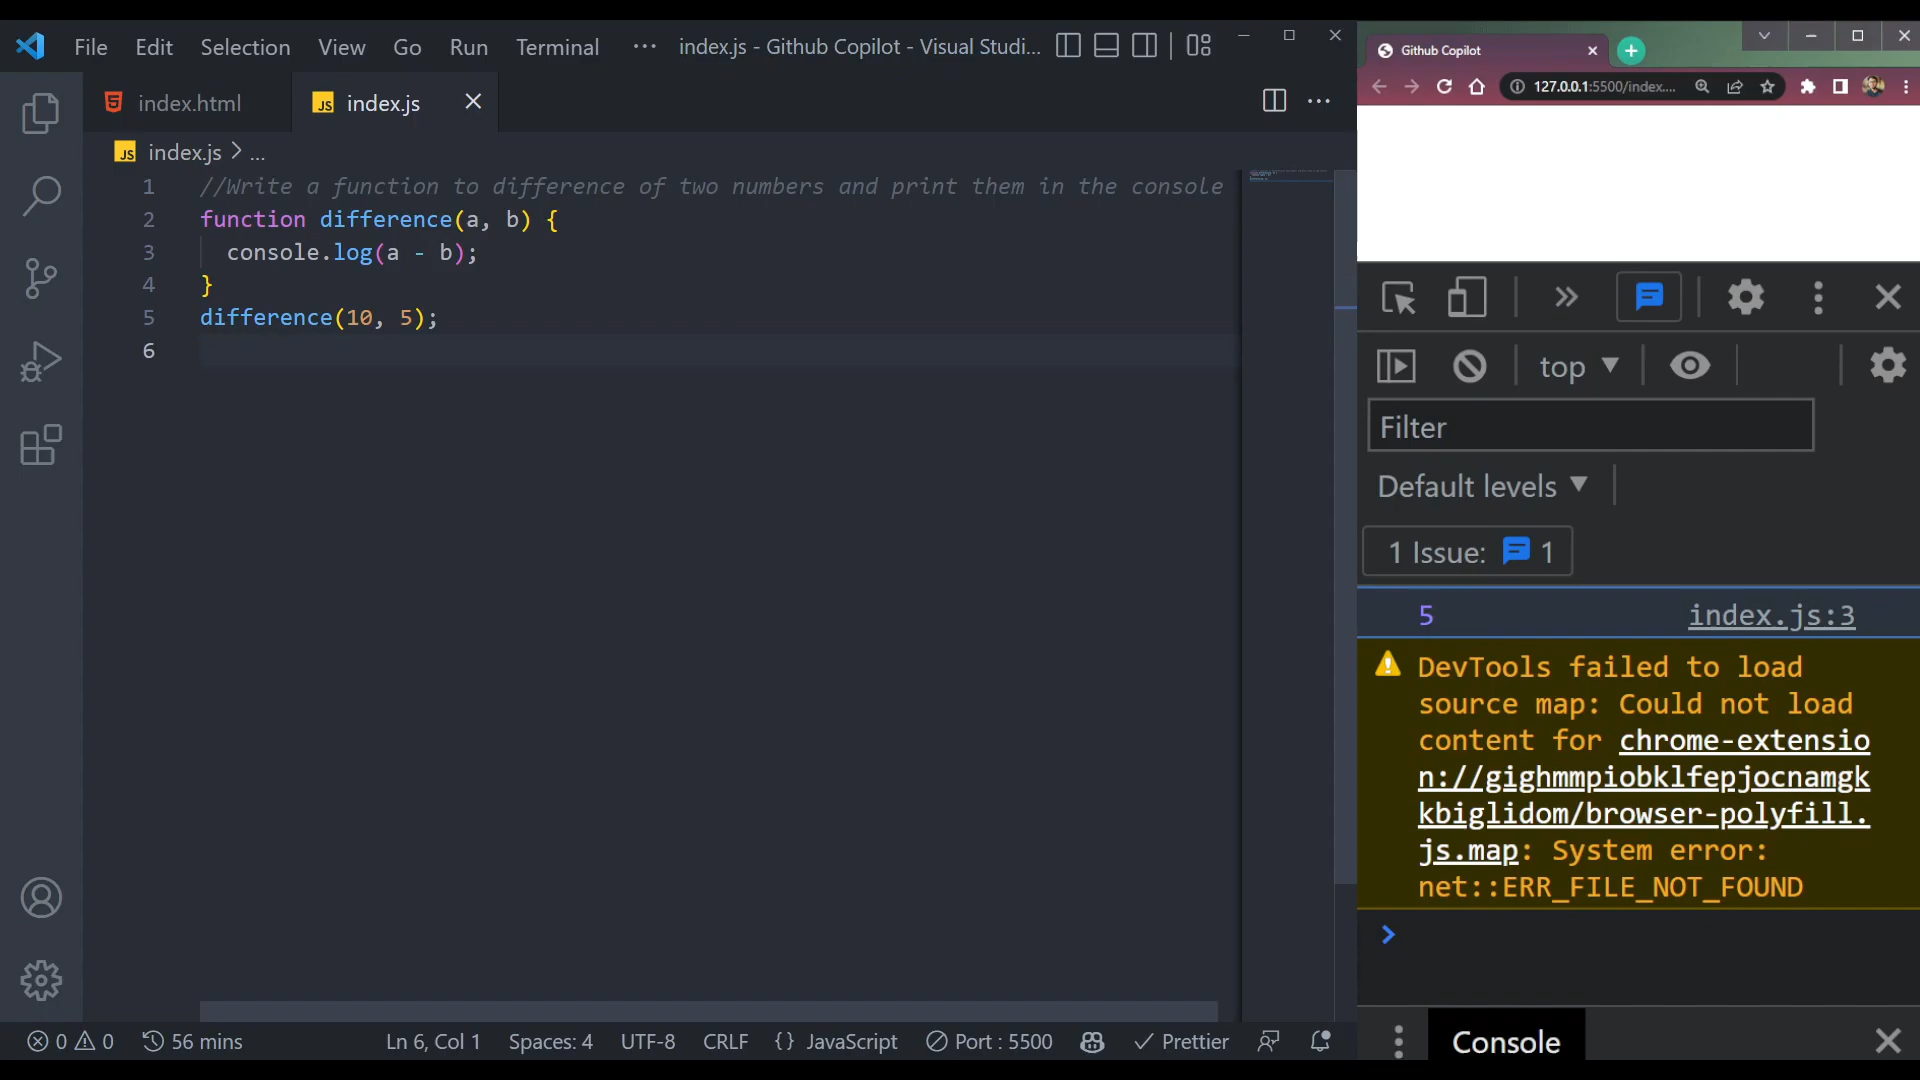 File Edit Selection View Go Run Terminal ··· index.js - Github Copilot - Visual Studi...
index.html
JS index.js
JS index.js > ...
1 //Write a function to difference of two numbers and print them in the console
2 function difference(a, b) {
3 console.log(a - b);
4 }
5 difference(10, 5);
6
0 0 56 mins Ln 6, Col 1 Spaces: 4 UTF-8 CRLF {} JavaScript Port : 5500 Prettier
Github Copilot
127.0.0.1:5500/index....
top
Filter
Default levels
1 Issue: 1
5 index.js:3
DevTools failed to load
source map: Could not load
content for chrome-extensio
n://gighmmpiobklfepjocnamgk
kbiglidom/browser-polyfill.
js.map: System error:
net::ERR_FILE_NOT_FOUND
Console